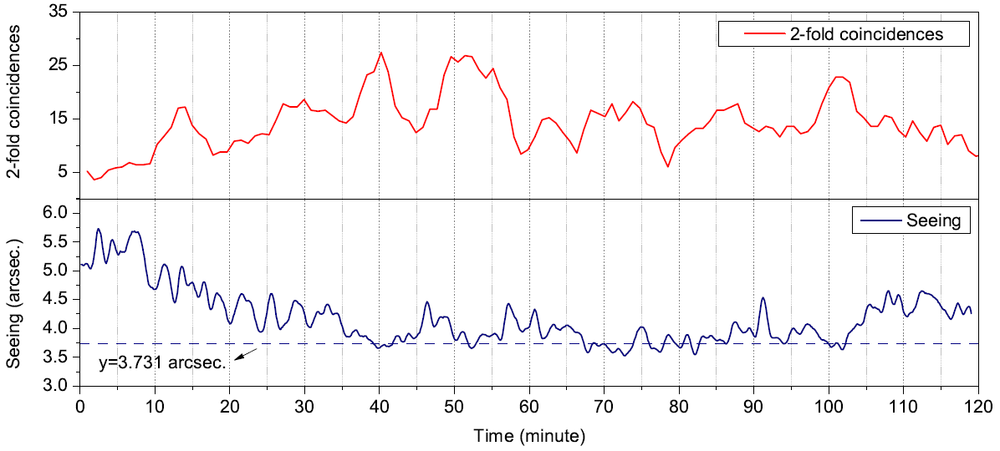 35
25
15
5
2-fold coincidences
2-fold coincidences
6.0
5.5
5.0
4.5
4.0
3.5
3.0
Seeing (arcsec.)
Seeing
y=3.731 arcsec.
0 10 20 30 40 50 60 70 80 90 100 110 120
Time (minute)